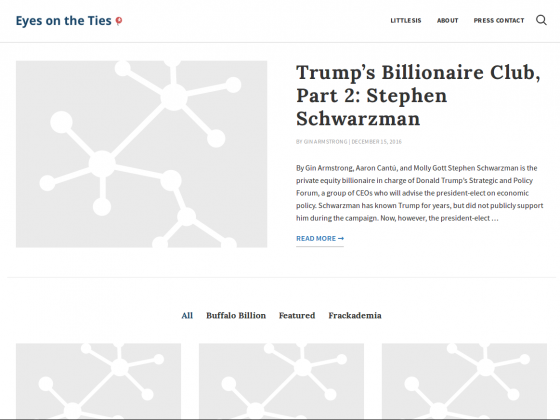 Eyes on the Ties
LITTLESIS ABOUT PRESS CONTACT
Trump's Billionaire Club,
Part 2: Stephen
Schwarzman
BY GIN ARMSTRONG | DECEMBER 15, 2016
By Gin Armstrong, Aaron Cantú, and Molly Gott Stephen Schwarzman is the
private equity billionaire in charge of Donald Trump's Strategic and Policy
Forum, a group of CEOs who will advise the president-elect on economic
policy. Schwarzman has known Trump for years, but did not publicly support
him during the campaign. Now, however, the president-elect …
READ MORE →
All Buffalo Billion Featured Frackademia